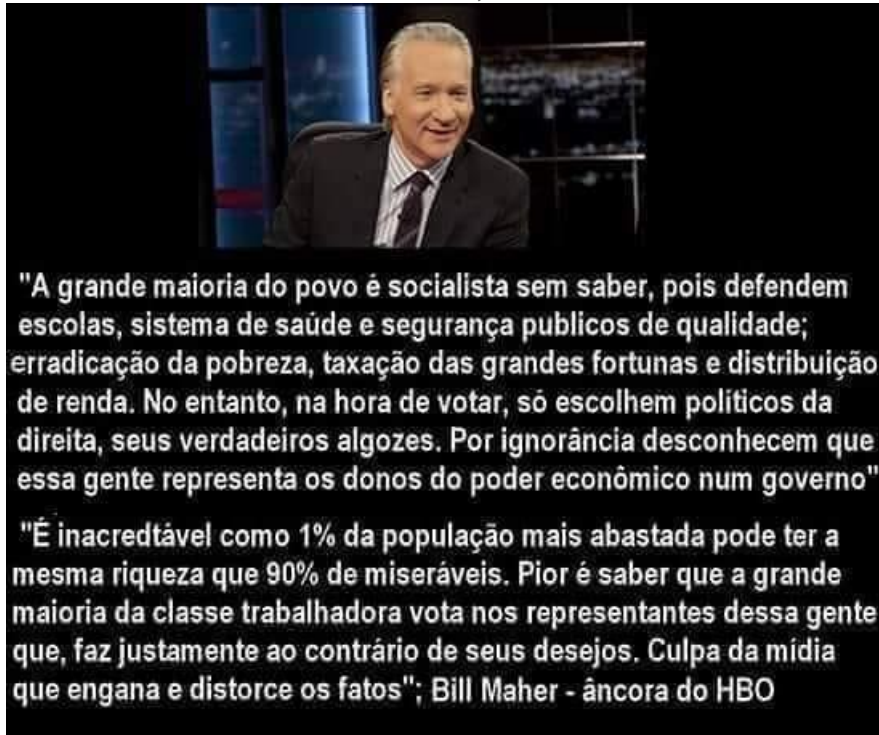 "A grande maioria do povo é socialista sem saber, pois defendem
escolas, sistema de saúde e segurança publicos de qualidade;
erradicação da pobreza, taxação das grandes fortunas e distribuição
de renda. No entanto, na hora de votar, só escolhem políticos da
direita, seus verdadeiros algozes. Por ignorância desconhecem que
essa gente representa os donos do poder econômico num governo"
"É inacredtável como 1% da população mais abastada pode ter a
mesma riqueza que 90% de miseráveis. Pior é saber que a grande
maioria da classe trabalhadora vota nos representantes dessa gente
que, faz justamente ao contrário de seus desejos. Culpa da mídia
que engana e distorce os fatos"; Bill Maher - âncora do HBO